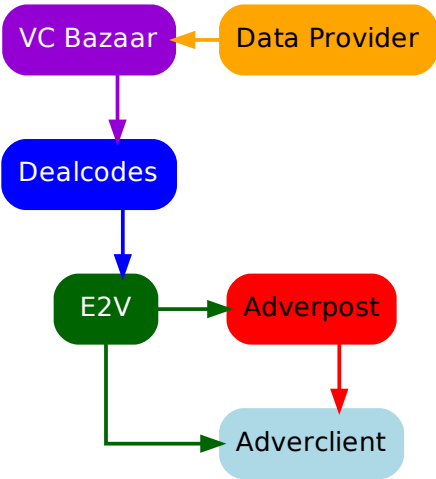 VC Bazaar
Data Provider
Dealcodes
E2V
Adverpost
Adverclient